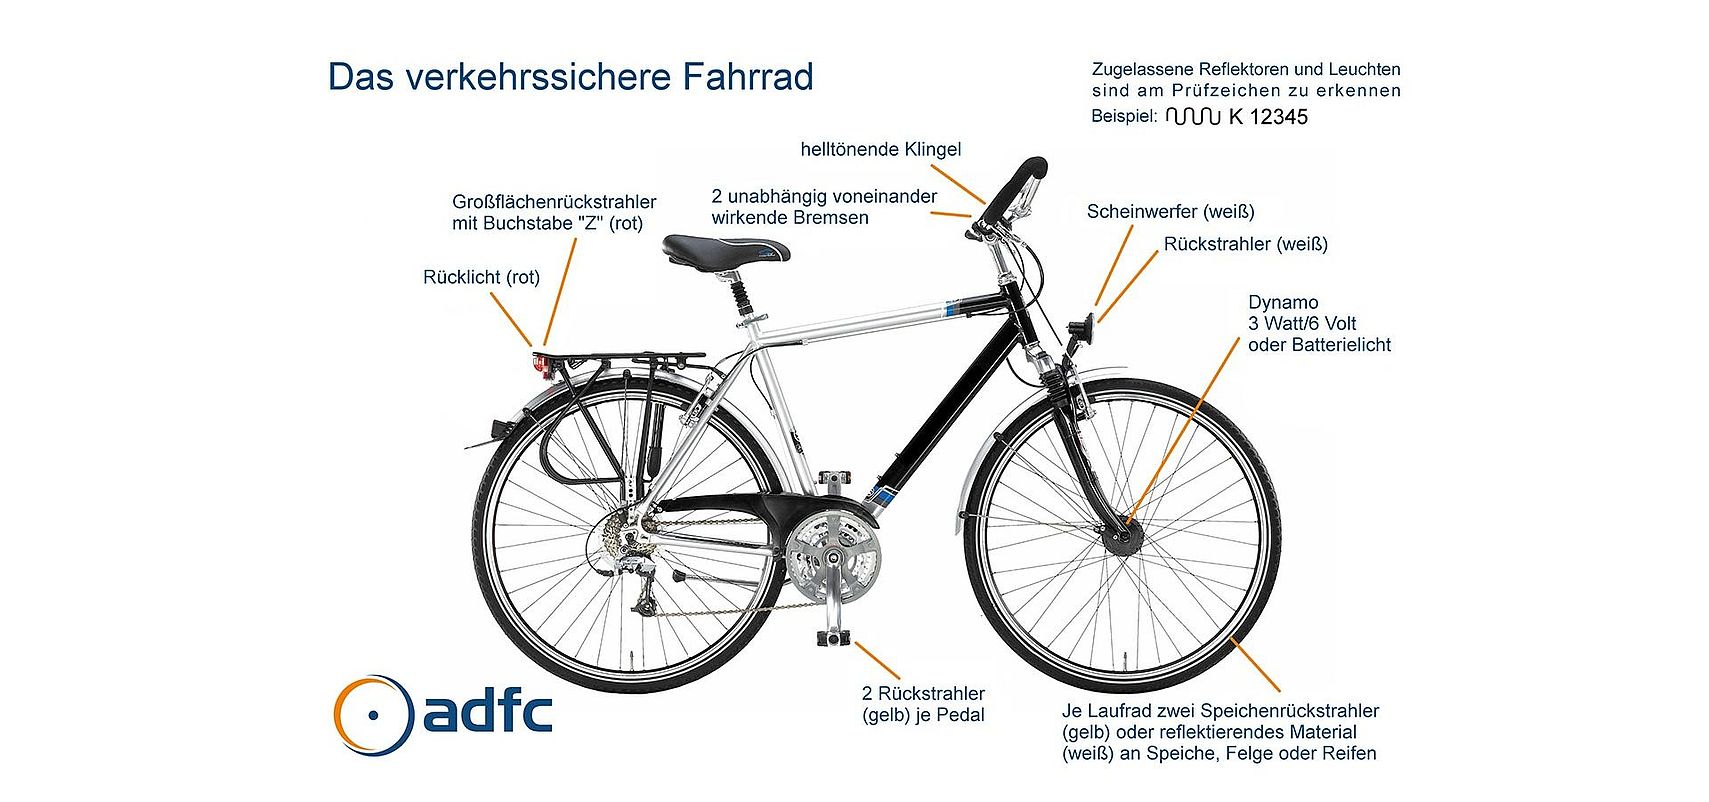 Das verkehrssichere Fahrrad
Zugelassene Reflektoren und Leuchten
sind am Prüfzeichen zu erkennen
Beispiel: K 12345
helltönende Klingel
2 unabhängig voneinander
wirkende Bremsen
Großflächenrückstrahler
mit Buchstabe "Z" (rot)
Rücklicht (rot)
Scheinwerfer (weiß)
Rückstrahler (weiß)
Dynamo
3 Watt/6 Volt
oder Batterielicht
2 Rückstrahler
(gelb) je Pedal
Je Laufrad zwei Speichenrückstrahler
(gelb) oder reflektierendes Material
(weiß) an Speiche, Felge oder Reifen
adfc